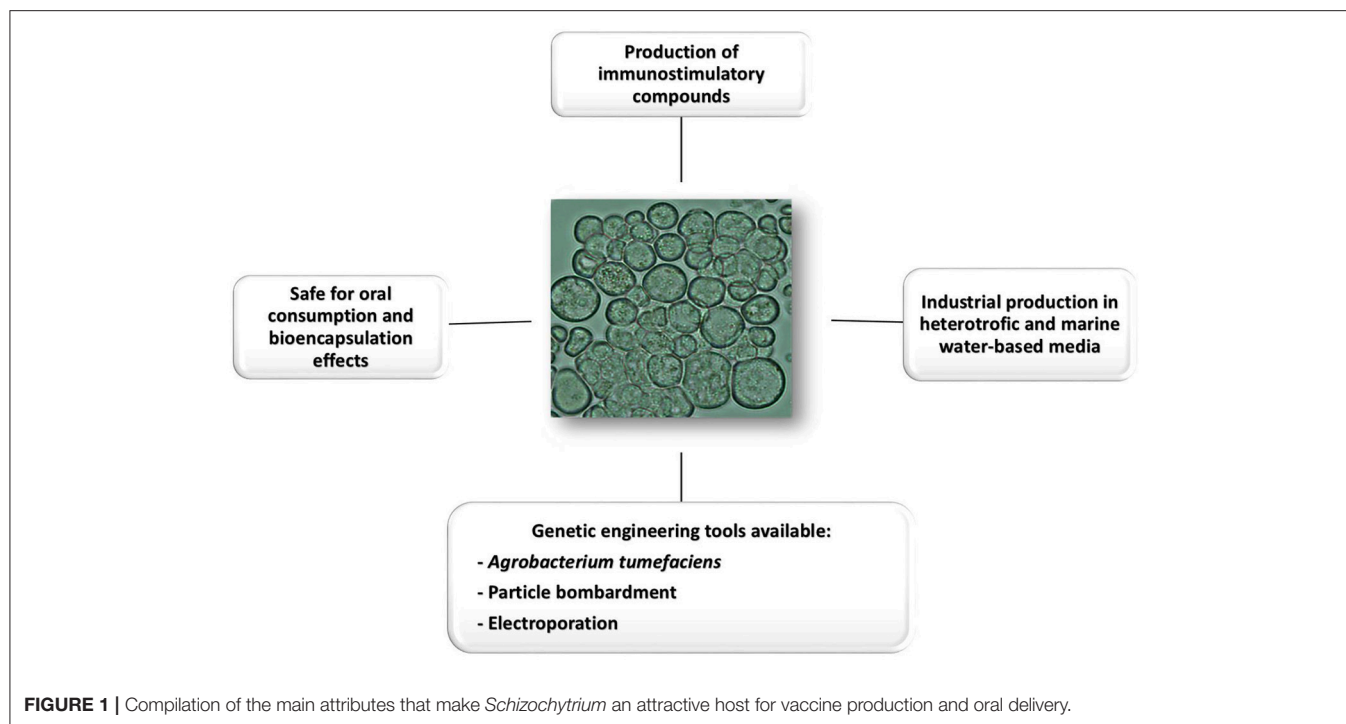 Production of
immunostimulatory
compounds
Safe for oral
consumption and
bioencapsulation
effects
Industrial production in
heterotrofic and marine
water-based media
Genetic engineering tools available:
- Agrobacterium tumefaciens
- Particle bombardment
- Electroporation
FIGURE 1 | Compilation of the main attributes that make Schizochytrium an attractive host for vaccine production and oral delivery.